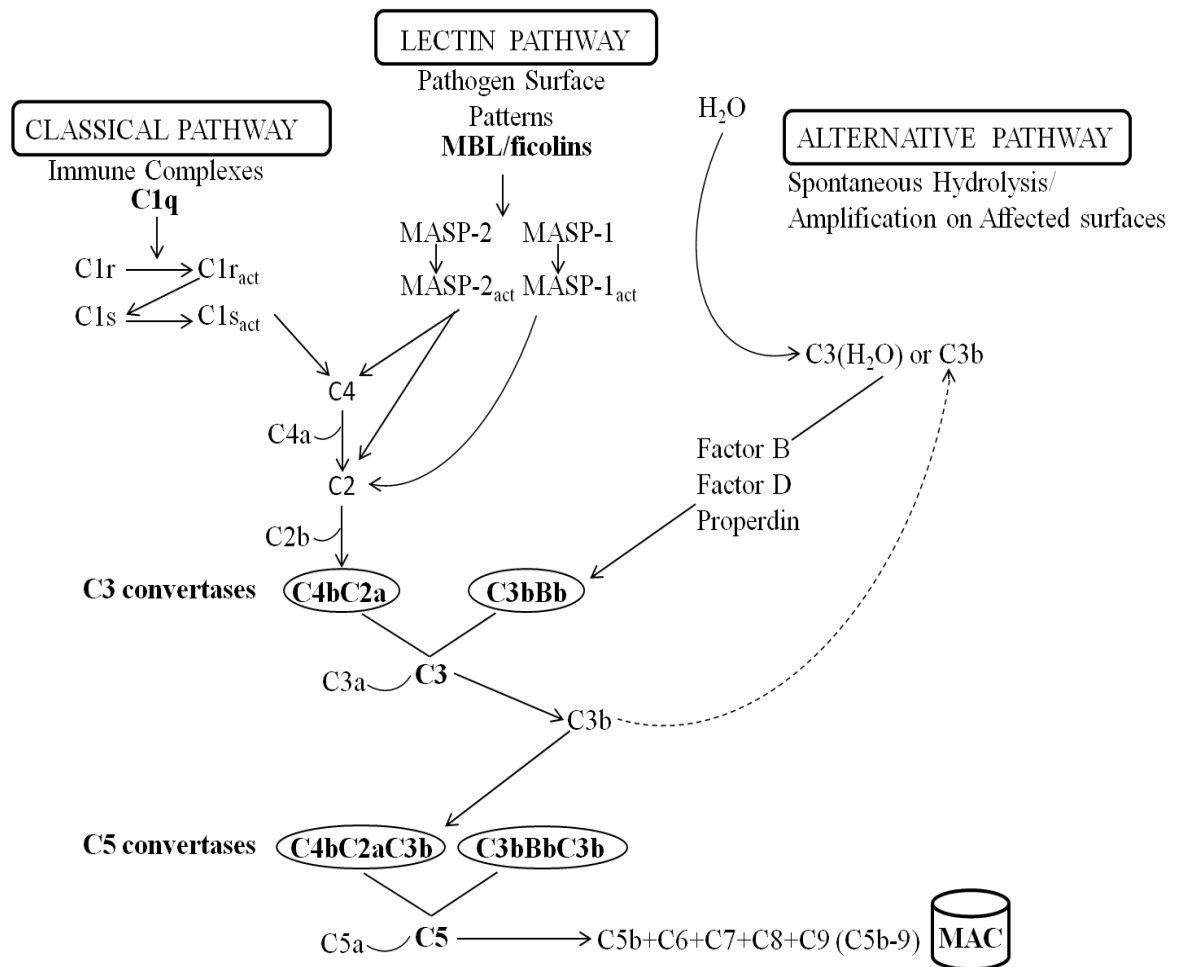 LECTIN PATHWAY
Pathogen Surface
Patterns
MBL/ficolins
CLASSICAL PATHWAY
Immune Complexes
C1q
H₂O
ALTERNATIVE PATHWAY
Spontaneous Hydrolysis/
Amplification on Affected surfaces
MASP-2 MASP-1
MASP-2act MASP-1act
C1r C1ract
C1s C1sact
C3(H₂O) or C3b
C4
C4a
C2
C2b
Factor B
Factor D
Properdin
C3 convertases C4bC2a C3bBb
C3a C3
C3b
C5 convertases C4bC2aC3b C3bBbC3b
C5a C5 C5b+C6+C7+C8+C9 (C5b-9) MAC